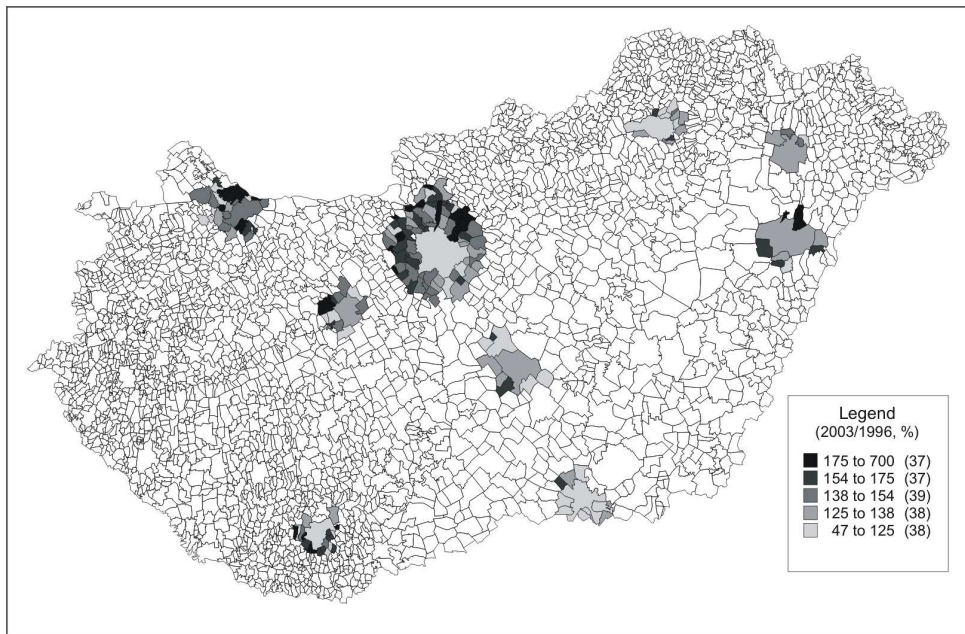 Legend
(2003/1996, %)
175 to 700 (37)
154 to 175 (37)
138 to 154 (39)
125 to 138 (38)
47 to 125 (38)